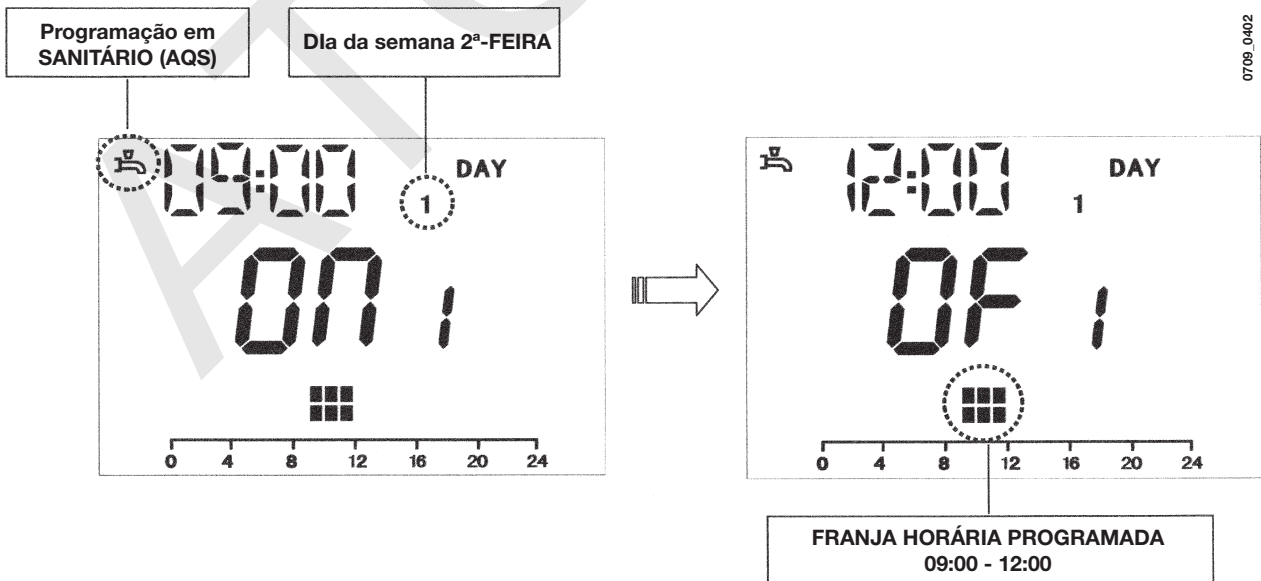 Programação em
SANITÁRIO (AQS)
DIa da semana 2ª-FEIRA
0709_0402
09:00
DAY
1
ON 1
0 4 8 12 16 20 24
12:00
DAY
1
OF 1
0 4 8 12 16 20 24
FRANJA HORÁRIA PROGRAMADA
09:00 - 12:00